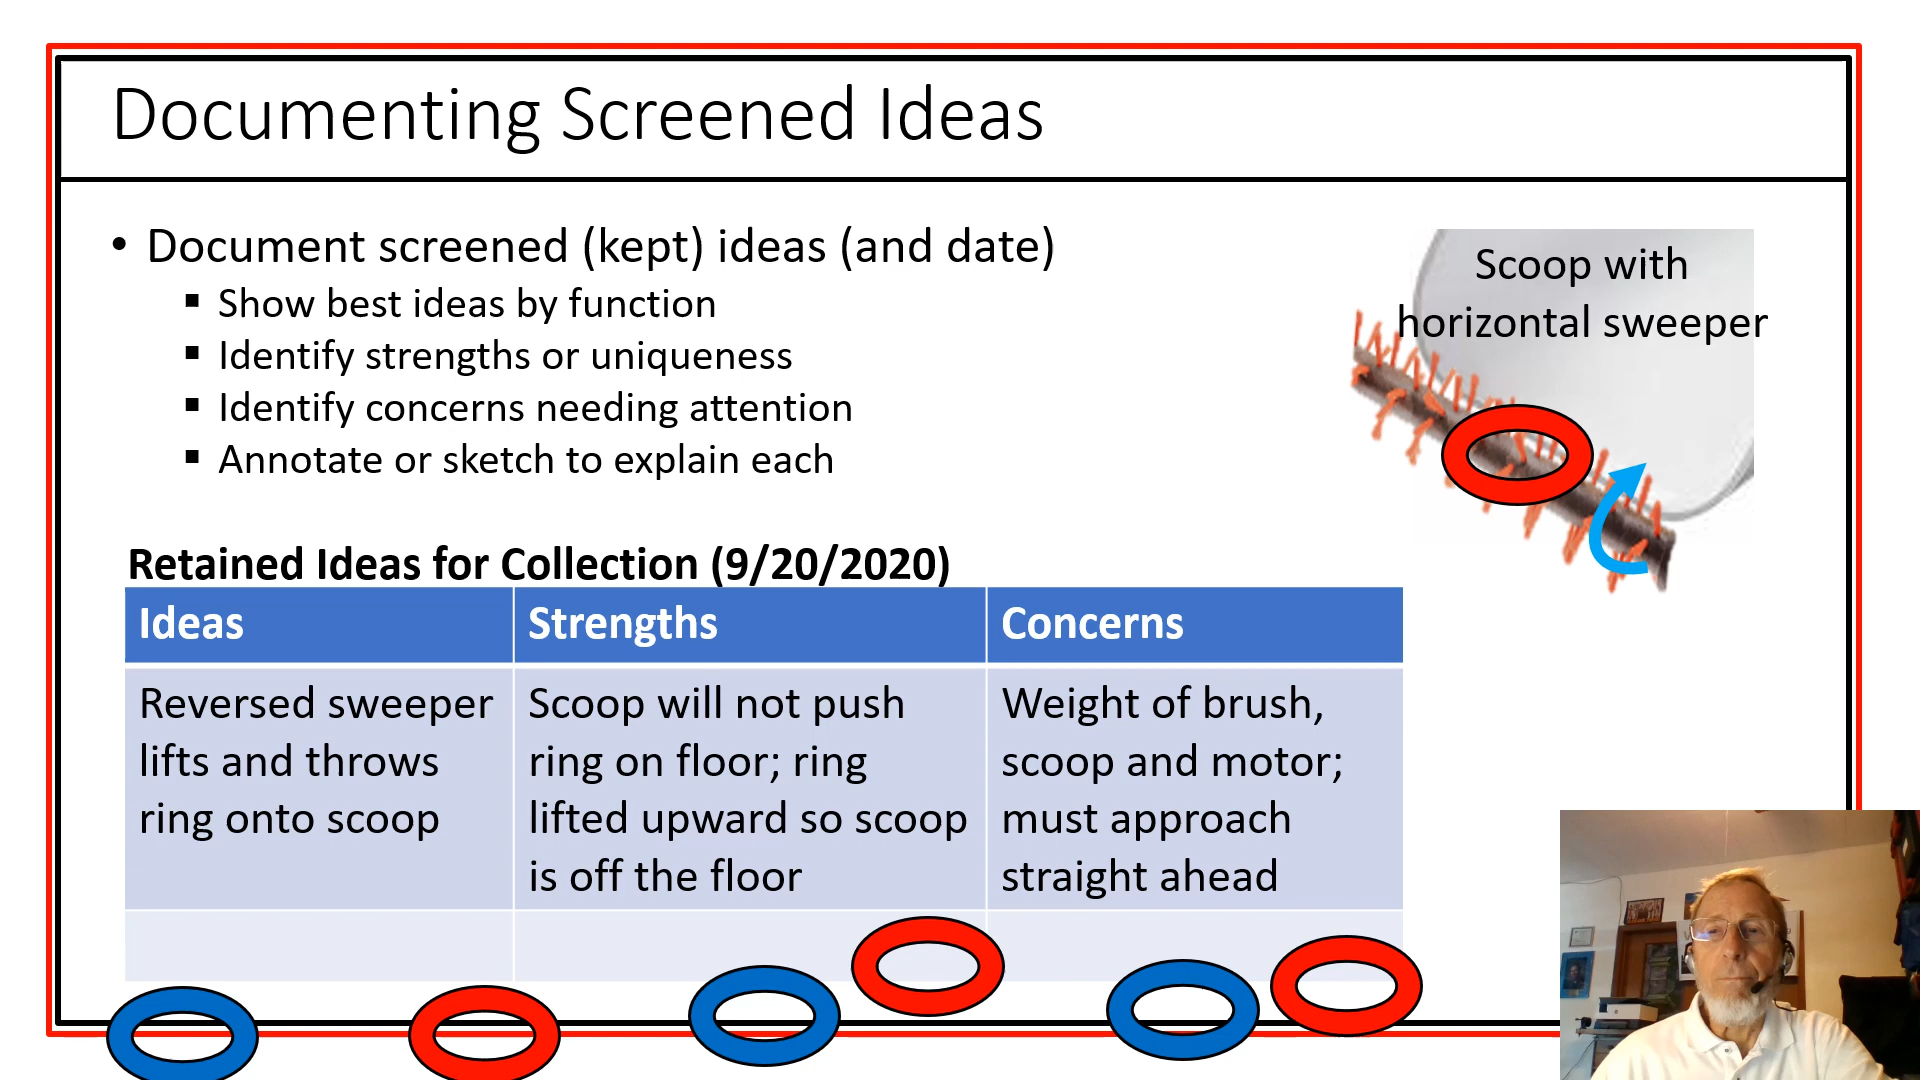 Documenting Screened Ideas
• Document screened (kept) ideas (and date)
▪ Show best ideas by function
▪ Identify strengths or uniqueness
▪ Identify concerns needing attention
▪ Annotate or sketch to explain each
Scoop with
horizontal sweeper
Retained Ideas for Collection (9/20/2020)
Ideas
Strengths
Concerns
Reversed sweeper
lifts and throws
ring onto scoop
Scoop will not push
ring on floor; ring
lifted upward so scoop
is off the floor
Weight of brush,
scoop and motor;
must approach
straight ahead